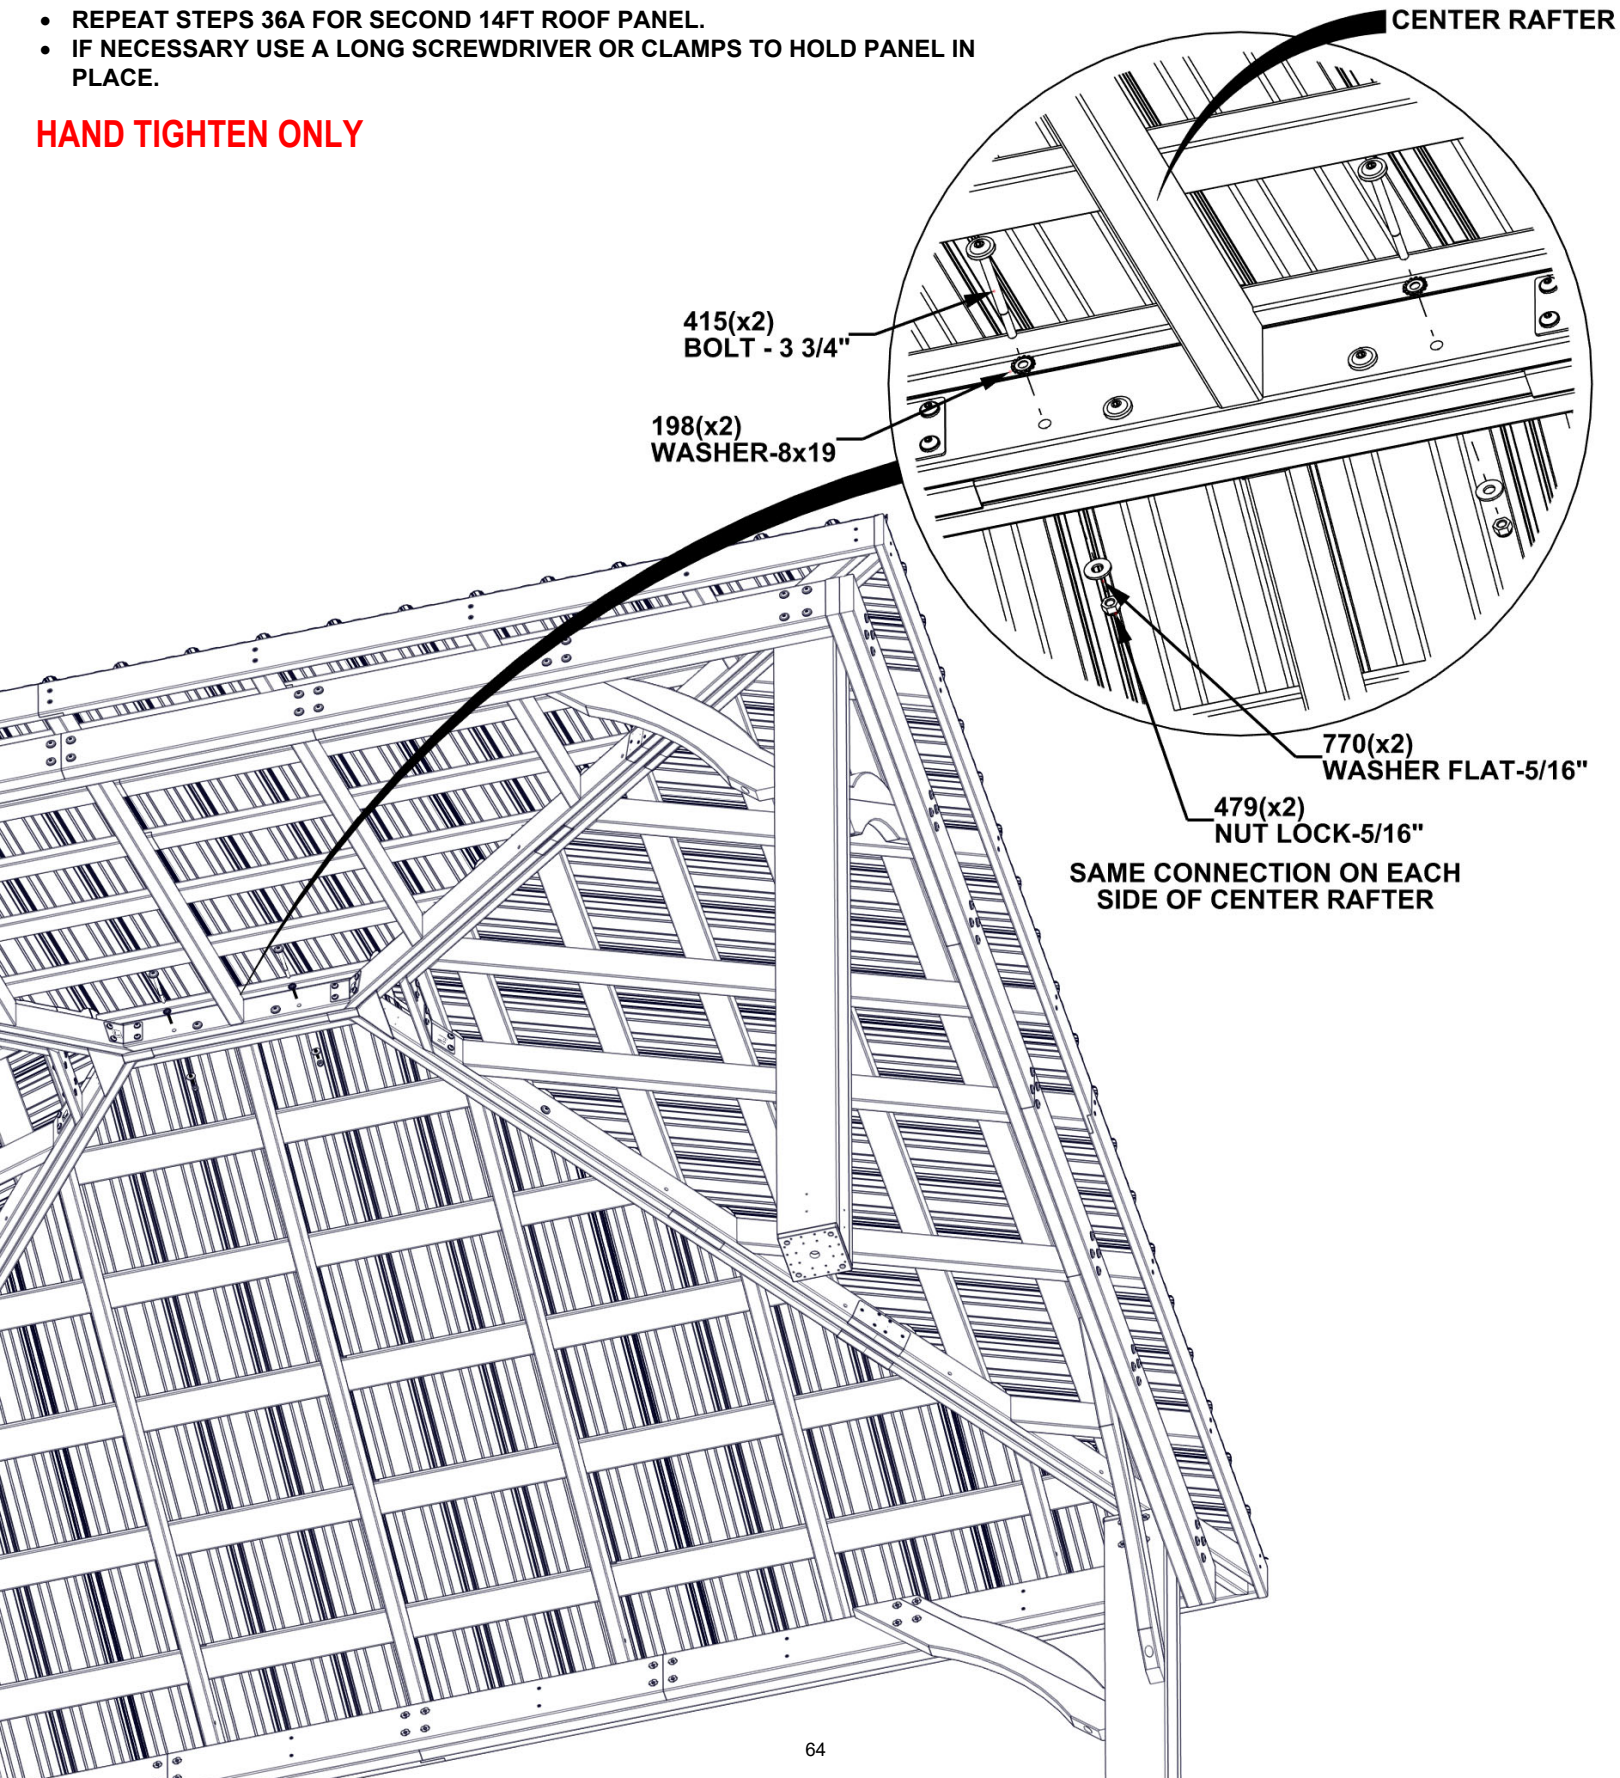 • REPEAT STEPS 36A FOR SECOND 14FT ROOF PANEL.
• IF NECESSARY USE A LONG SCREWDRIVER OR CLAMPS TO HOLD PANEL IN
PLACE.
HAND TIGHTEN ONLY
CENTER RAFTER
415(x2)
BOLT - 3 3/4"
198(x2)
WASHER-8x19
770(x2)
WASHER FLAT-5/16"
479(x2)
NUT LOCK-5/16"
SAME CONNECTION ON EACH
SIDE OF CENTER RAFTER
64